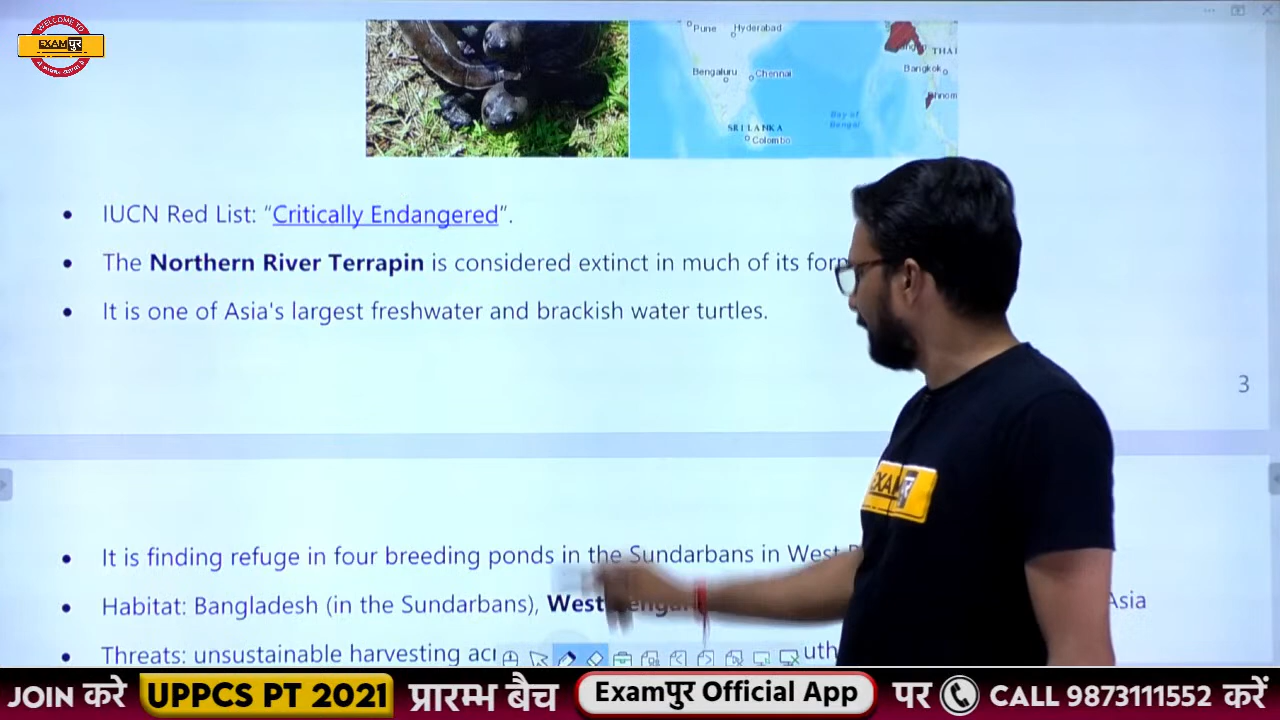 WELCOME TO
EXAMपुर
Pune
Hyderabad
Bengaluru
Chennai
SRI LANKA
Colombo
Bay of
Bengal
THAI
Bangkok
Phnom
• IUCN Red List: “Critically Endangered”.
• The Northern River Terrapin is considered extinct in much of its
• It is one of Asia's largest freshwater and brackish water turtles.
3
• It is finding refuge in four breeding ponds in the Sundarbans in West
• Habitat: Bangladesh (in the Sundarbans), West Asia
• Threats: unsustainable harvesting
EXAMपुर
JOIN करे UPPCS PT 2021 प्रारम्भ बैच Examपुर Official App पर CALL 9873111552 करें